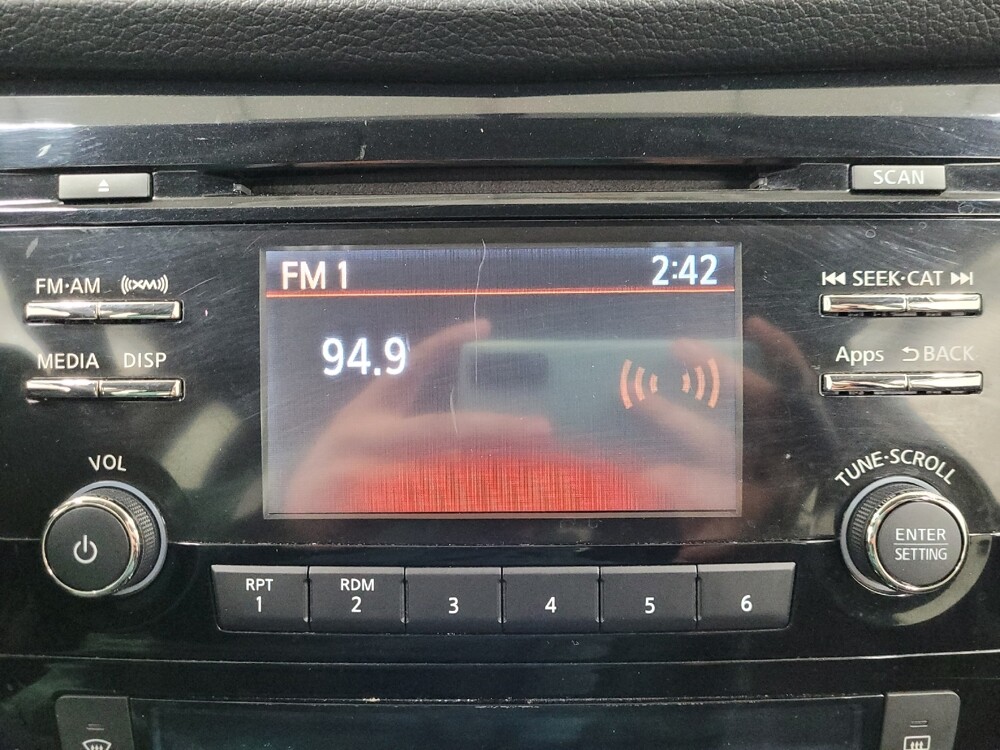 SCAN
FM·AM XM
SEEK·CAT
MEDIA DISP
Apps BACK
FM 1 2:42
94.9
VOL
TUNE·SCROLL
ENTER
SETTING
RPT
1
RDM
2
3
4
5
6